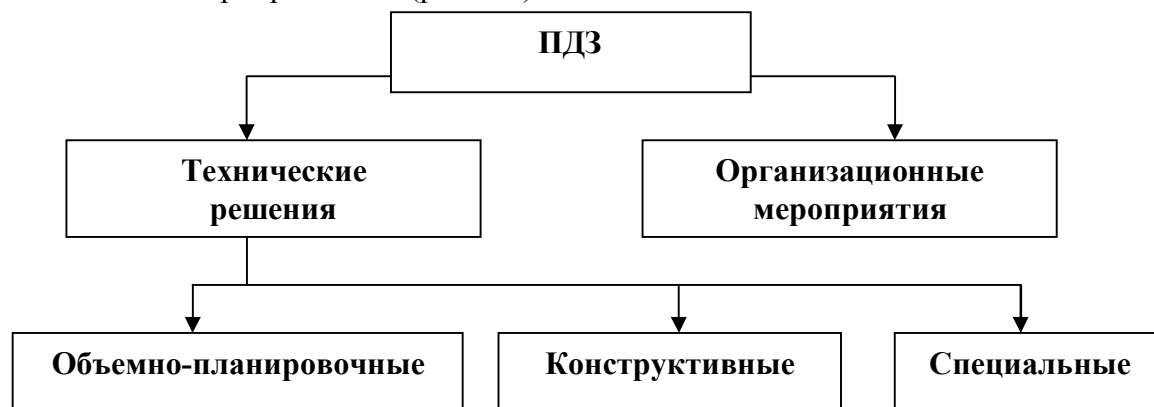 ПДЗ
Технические
решения
Организационные
мероприятия
Объемно-планировочные
Конструктивные
Специальные